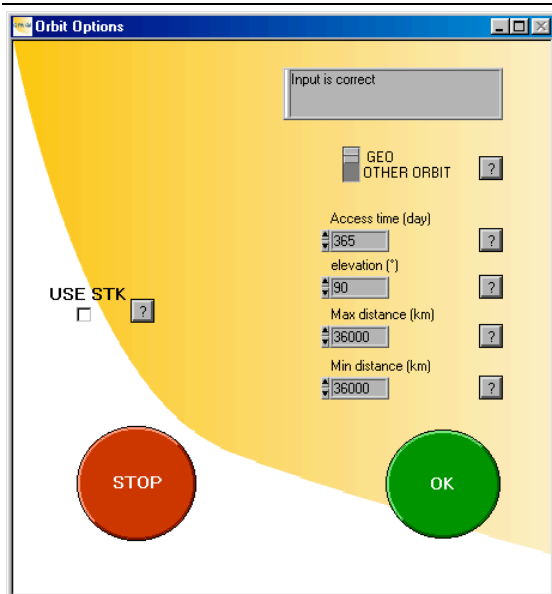 Orbit Options
Input is correct
GEO
OTHER ORBIT
?
Access time (day)
365
?
elevation (°)
90
?
USE STK
?
Max distance (km)
36000
?
Min distance (km)
36000
?
STOP
OK